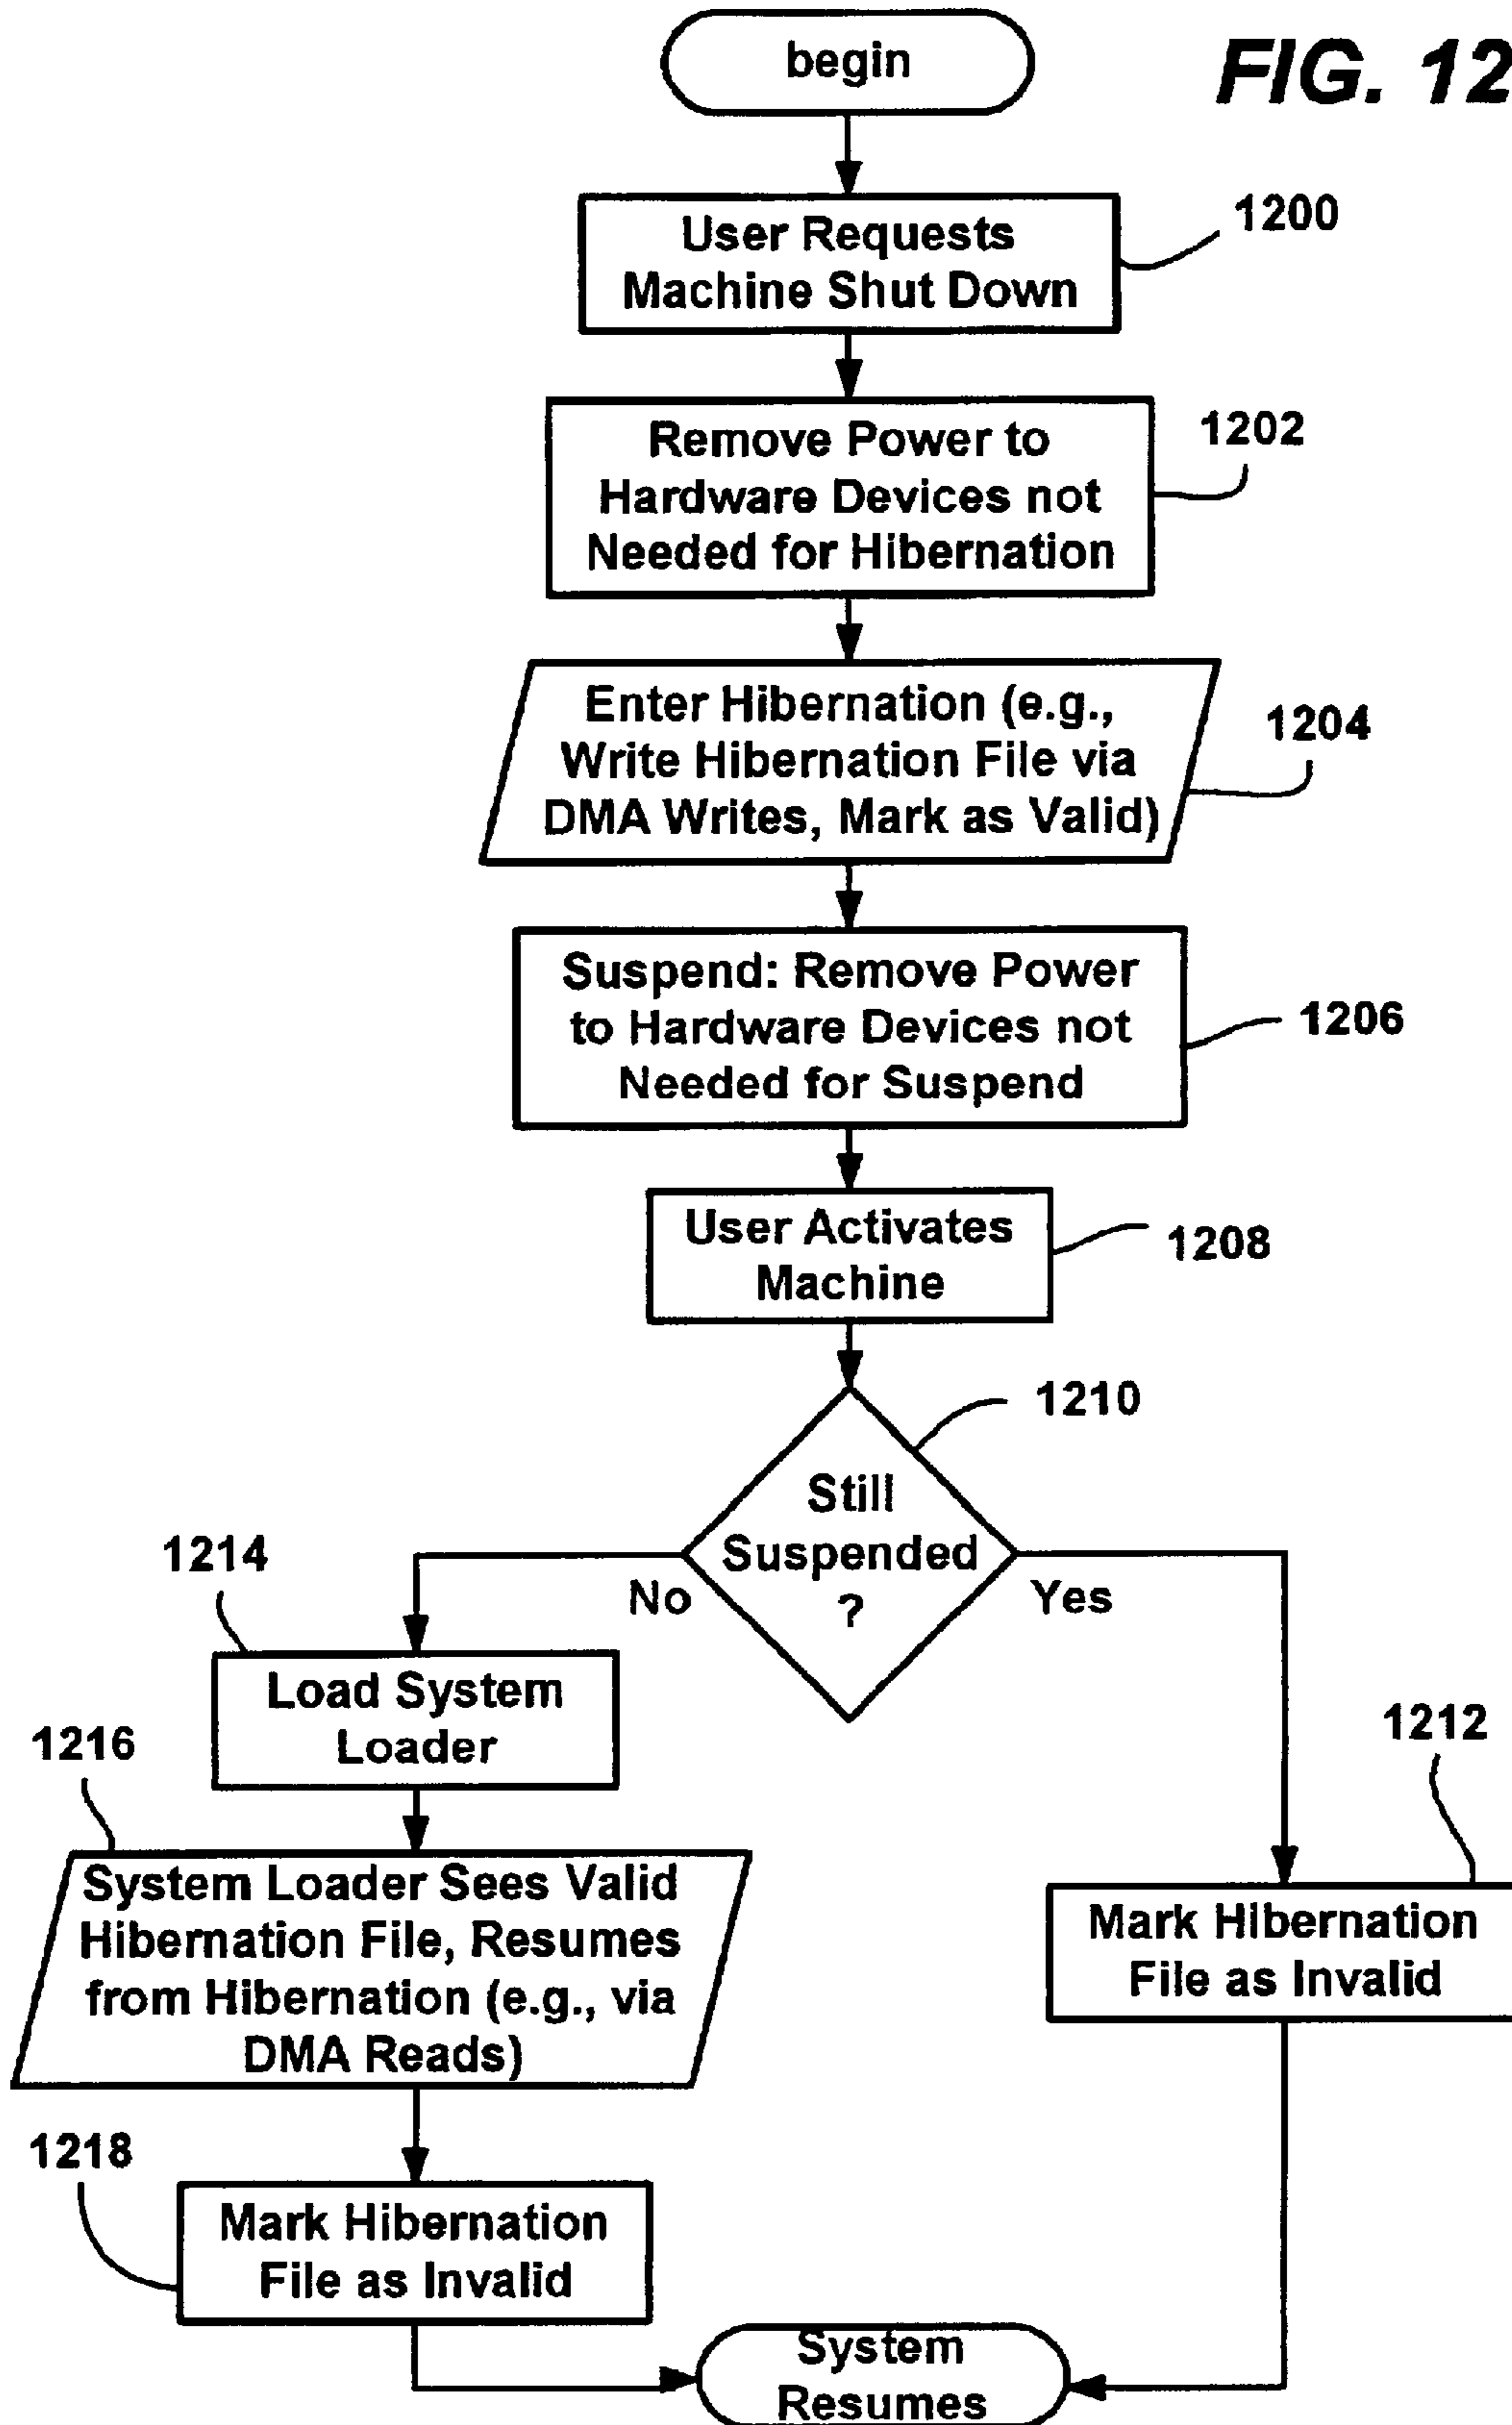 begin
FIG. 12
User Requests
Machine Shut Down
1200
Remove Power to
Hardware Devices not
Needed for Hibernation
1202
Enter Hibernation (e.g.,
Write Hibernation File via
DMA Writes, Mark as Valid)
1204
Suspend: Remove Power
to Hardware Devices not
Needed for Suspend
1206
User Activates
Machine
1208
1210
Still
Suspended
?
No
Yes
1214
Load System
Loader
1216
System Loader Sees Valid
Hibernation File, Resumes
from Hibernation (e.g., via
DMA Reads)
1212
Mark Hibernation
File as Invalid
1218
Mark Hibernation
File as Invalid
System
Resumes